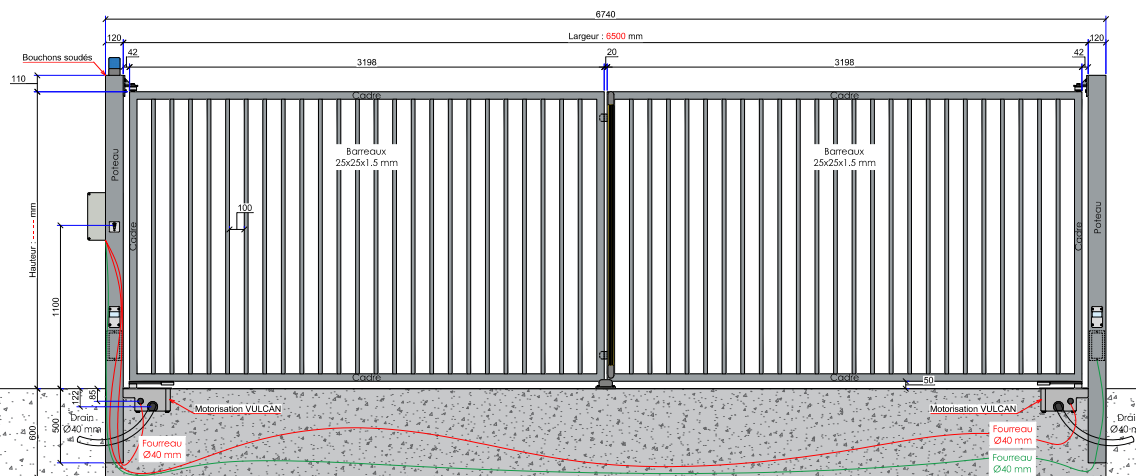 6740
120
Largeur : 6500 mm
120
Bouchons soudés
42
3198
20
3198
42
110
Cadre
Cadre
Barreaux
25x25x1.5 mm
Barreaux
25x25x1.5 mm
Poteau
Poteau
100
Cadre
Cadre
Hauteur : - - - - mm
1100
Cadre
Cadre
50
122
85
Motorisation VULCAN
Motorisation VULCAN
600
500
Drain
Ø40 mm
Fourreau
Ø40 mm
Fourreau
Ø40 mm
Fourreau
Ø40 mm
Drai
Ø40 m